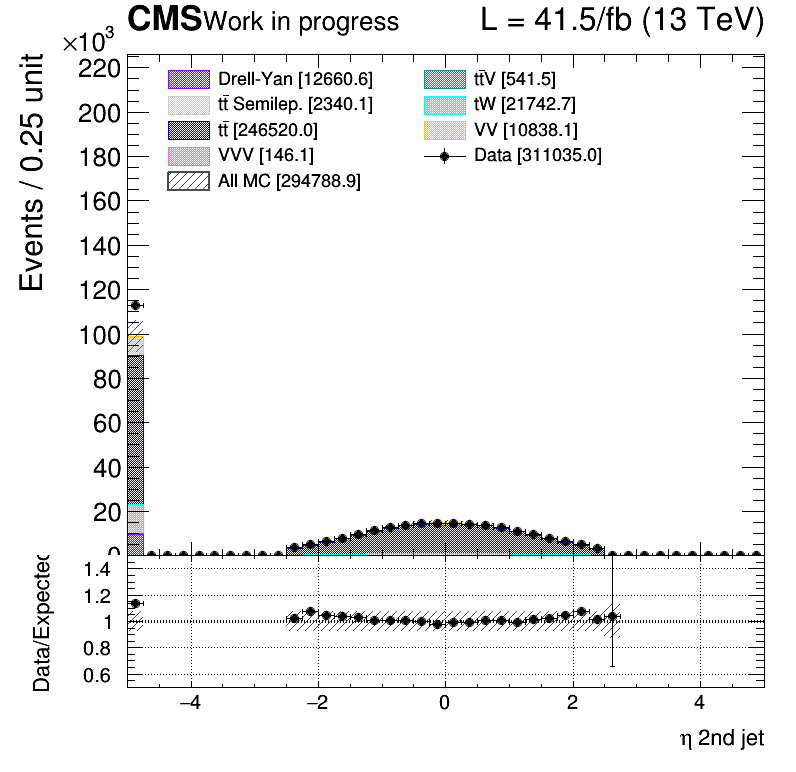 CMS Work in progress L = 41.5/fb (13 TeV)
×10³
Events / 0.25 unit
220
200
180
160
140
120
100
80
60
40
20
0
Drell-Yan [12660.6]
tt̄ Semilep. [2340.1]
tt̄ [246520.0]
VVV [146.1]
All MC [294788.9]
tt̄V [541.5]
tW [21742.7]
VV [10838.1]
Data [311035.0]
Data/Expected
1.4
1.2
1
0.8
0.6
−4 −2 0 2 4
η 2nd jet